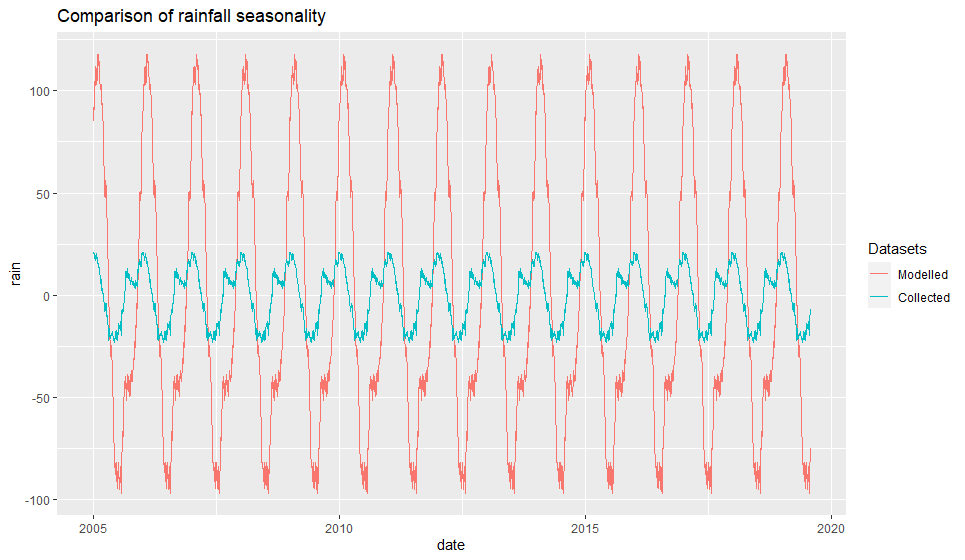 Comparison of rainfall seasonality
100
50
0
-50
-100
rain
2005
2010
2015
2020
date
Datasets
Modelled
Collected